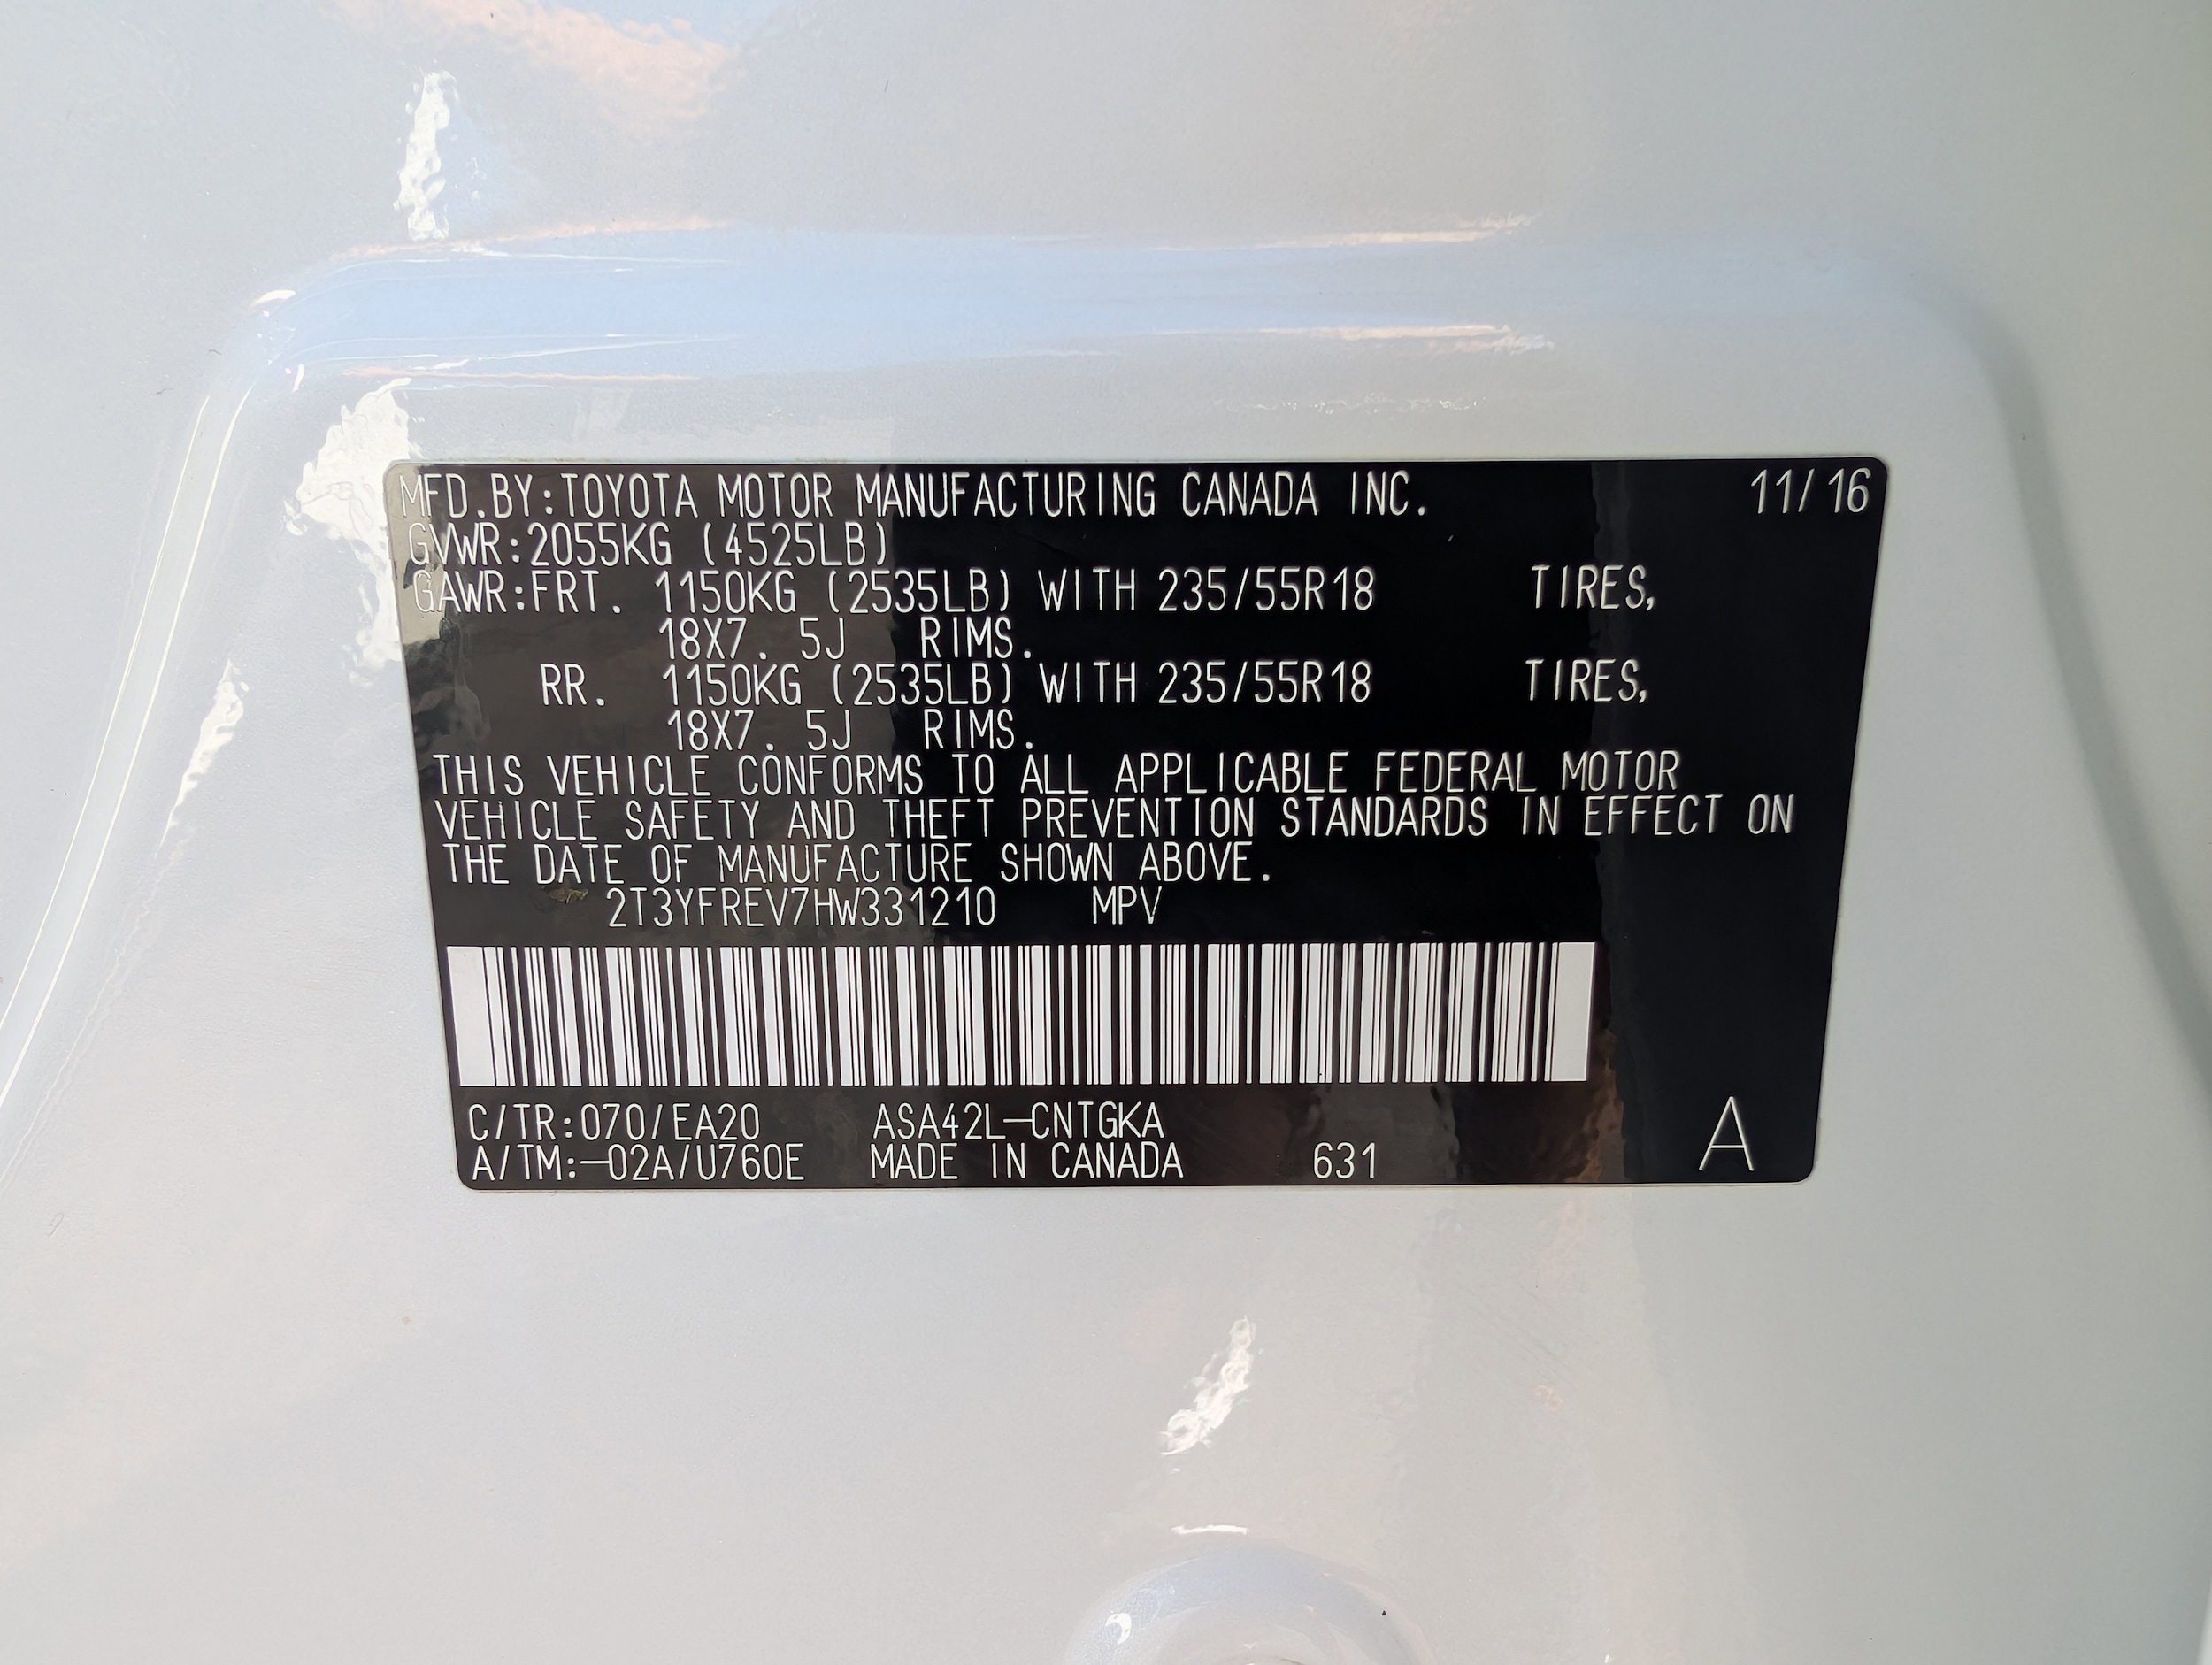 MFD.BY:TOYOTA MOTOR MANUFACTURING CANADA INC. 11/16
GVWR:2055KG (4525LB)
GAWR:FRT. 1150KG (2535LB) WITH 235/55R18 TIRES,
18X7. 5J RIMS.
RR. 1150KG (2535LB) WITH 235/55R18 TIRES,
18X7. 5J RIMS.
THIS VEHICLE CONFORMS TO ALL APPLICABLE FEDERAL MOTOR
VEHICLE SAFETY AND THEFT PREVENTION STANDARDS IN EFFECT ON
THE DATE OF MANUFACTURE SHOWN ABOVE.
2T3YFREV7HW331210 MPV
C/TR:070/EA20 ASA42L-CNTGKA
A/TM:-02A/U760E MADE IN CANADA 631 A